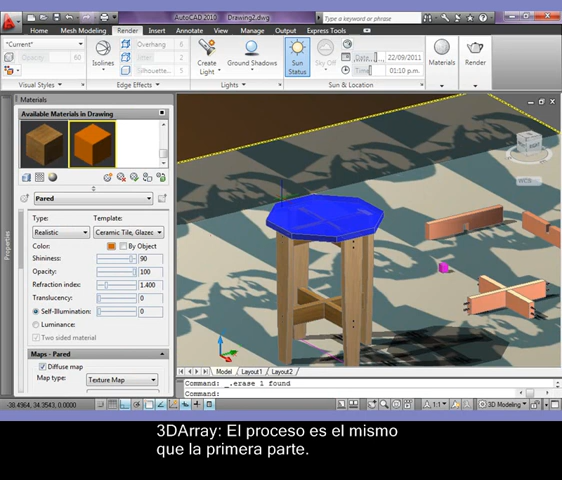 AutoCAD 2010 Drawing2.dwg
Type a keyword or phrase
Home Mesh Modeling Render Insert Annotate View Manage Output Express Tools
*Current*
Opacity 60
Isolines
Overhang 6
Jitter 2
Silhouette... 5
Create Light
Ground Shadows
Sun Status
Sky Off
Date 22/09/2011
Time 01:10 p.m.
Materials
Render
Visual Styles Edge Effects Lights Sun & Location
Materials
Available Materials in Drawing
Pared
Type: Template:
Realistic Ceramic Tile, Glazed
Color: By Object
Shininess: 90
Opacity: 100
Refraction index: 1.400
Translucency: 0
Self-Illumination: 0
Luminance:
Two sided material
Maps - Pared
Diffuse map
Map type: Texture Map
Properties
Model Layout1 Layout2
Command: _.erase 1 found
Command:
-38.4964, 34.3543, 0.0000
1:1
3D Modeling
3DArray: El proceso es el mismo
que la primera parte.